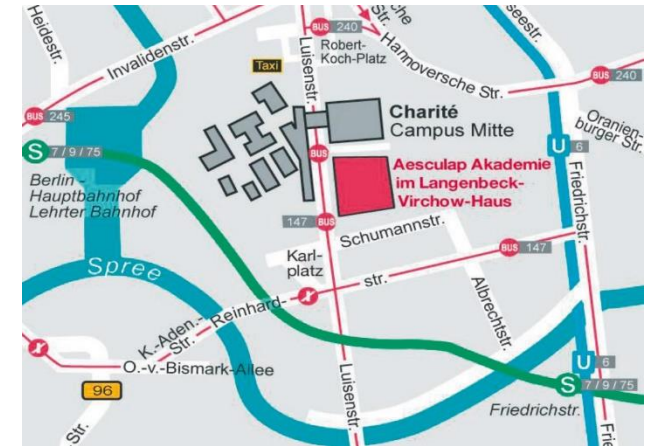 Heidestr.
Invalidenstr.
BUS 240
Robert-
Koch-Platz
Taxi
Luisenstr.
Hannoversche Str.
BUS 240
BUS 245
Charité
Campus Mitte
Oranien-
burger Str.
S 7 / 9 / 75
Berlin -
Hauptbahnhof
Lehrter Bahnhof
BUS
Aesculap Akademie
im Langenbeck-
Virchow-Haus
U 6
Friedrichstr.
147 BUS
Schumannstr.
BUS 147
Karl-
platz
Spree
Reinhard-
str.
Albrechtstr.
K.-Aden.-
Str.
O.-v.-Bismark-Allee
96
Str.
Luisenstr.
U 6
S 7 / 9 / 75
Friedrichstr.